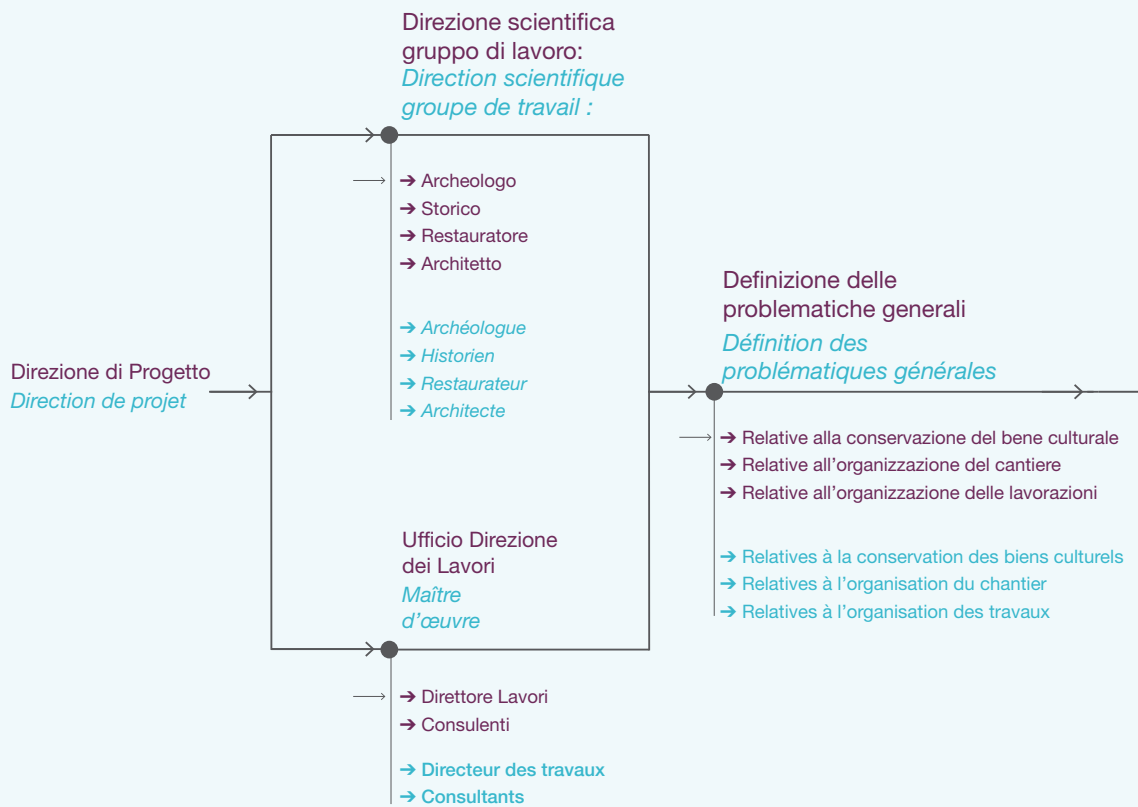 Direzione scientifica
gruppo di lavoro:
Direction scientifique
groupe de travail :
➔ Archeologo
➔ Storico
➔ Restauratore
➔ Architetto
➔ Archéologue
➔ Historien
➔ Restaurateur
➔ Architecte
Direzione di Progetto
Direction de projet
Ufficio Direzione
dei Lavori
Maître
d’œuvre
➔ Direttore Lavori
➔ Consulenti
➔ Directeur des travaux
➔ Consultants
Definizione delle
problematiche generali
Définition des
problématiques générales
➔ Relative alla conservazione del bene culturale
➔ Relative all’organizzazione del cantiere
➔ Relative all’organizzazione delle lavorazioni
➔ Relatives à la conservation des biens culturels
➔ Relatives à l’organisation du chantier
➔ Relatives à l’organisation des travaux